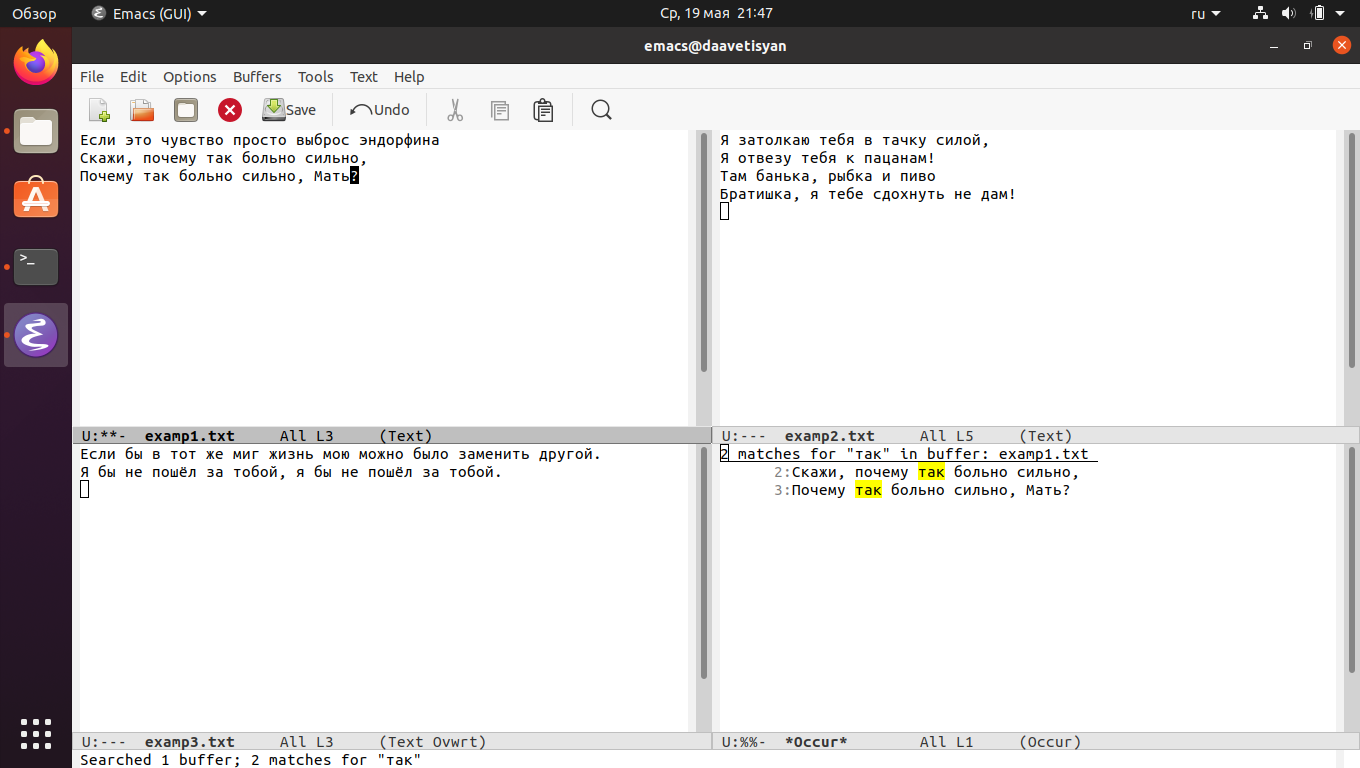 Обзор
Emacs (GUI)
Ср, 19 мая 21:47
ru
emacs@daavetisyan
File Edit Options Buffers Tools Text Help
Save
Undo
Если это чувство просто выброс эндорфина
Скажи, почему так больно сильно,
Почему так больно сильно, Мать?
U:**- examp1.txt All L3 (Text)
Я затолкаю тебя в тачку силой,
Я отвезу тебя к пацанам!
Там банька, рыбка и пиво
Братишка, я тебе сдохнуть не дам!
U:--- examp2.txt All L5 (Text)
Если бы в тот же миг жизнь мою можно было заменить другой.
Я бы не пошёл за тобой, я бы не пошёл за тобой.
U:--- examp3.txt All L3 (Text Ovwrt)
2 matches for "так" in buffer: examp1.txt
2:Скажи, почему так больно сильно,
3:Почему так больно сильно, Мать?
U:%%- *Occur* All L1 (Occur)
Searched 1 buffer; 2 matches for "так"